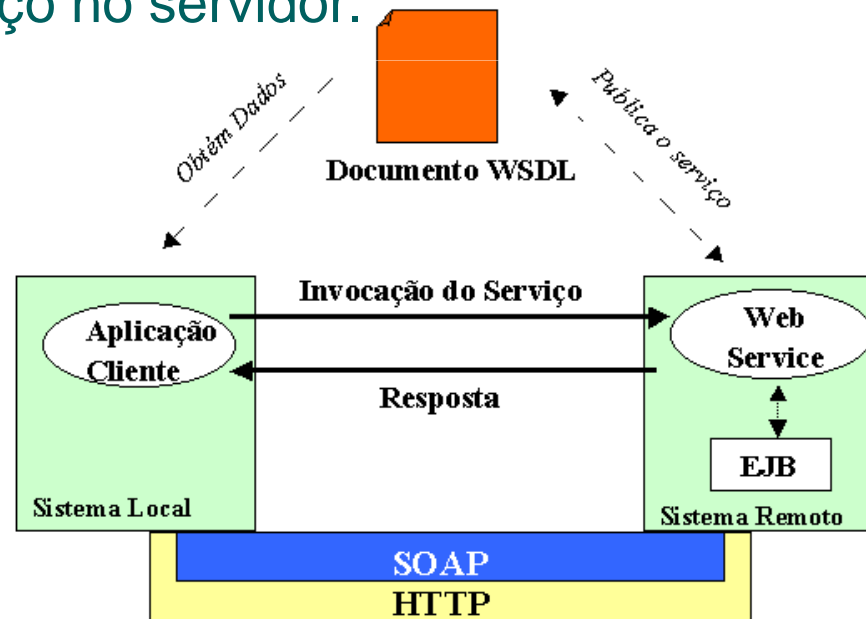 ço no servidor.
Obtém Dados
Publica o serviço
Documento WSDL
Invocação do Serviço
Aplicação
Cliente
Web
Service
Resposta
EJB
Sistema Local
Sistema Remoto
SOAP
HTTP